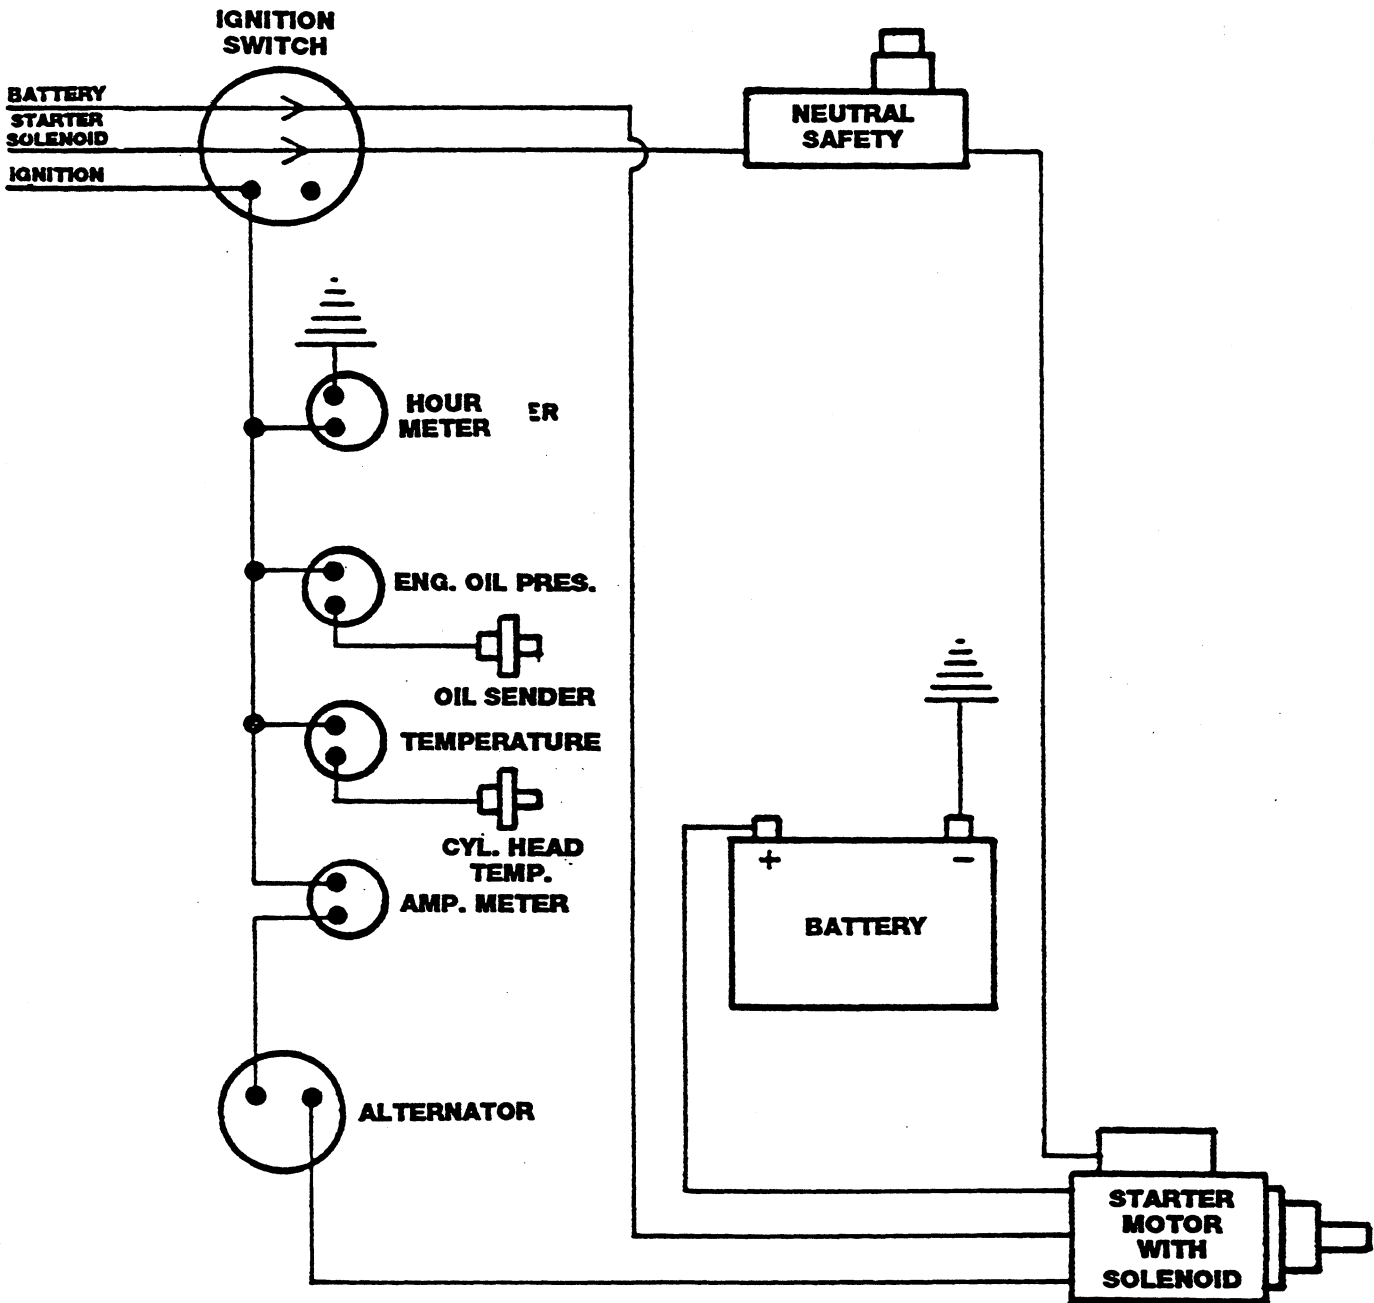 IGNITION
SWITCH
BATTERY
STARTER
SOLENOID
IGNITION
NEUTRAL
SAFETY
HOUR
METER
ER
ENG. OIL PRES.
OIL SENDER
TEMPERATURE
CYL. HEAD
TEMP.
AMP. METER
+
−
BATTERY
ALTERNATOR
STARTER
MOTOR
WITH
SOLENOID